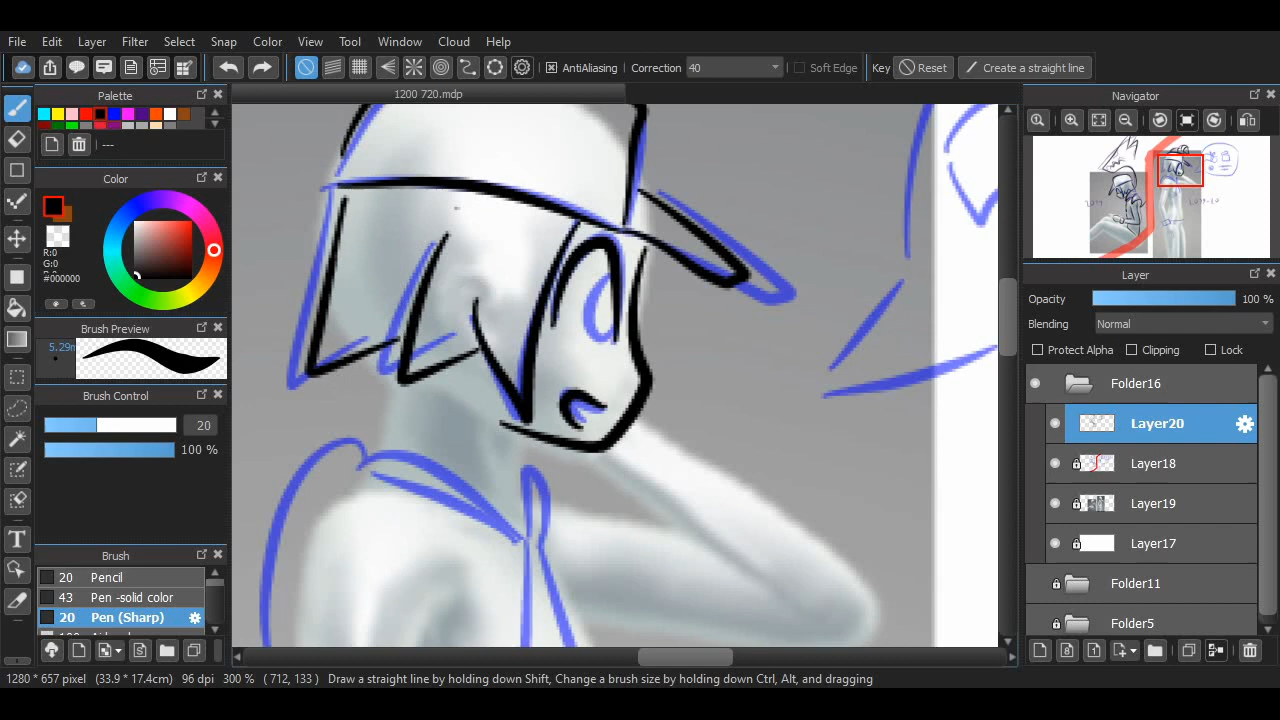 File Edit Layer Filter Select Snap Color View Tool Window Cloud Help
AntiAliasing Correction 40 Soft Edge Key Reset Create a straight line
Palette
---
Color
R:0
G:0
#000000
Brush Preview
5.29m
Brush Control
20
100 %
Brush
20 Pencil
43 Pen -solid color
20 Pen (Sharp)
1200 720.mdp
Navigator
Layer
Opacity 100 %
Blending Normal
Protect Alpha Clipping Lock
Folder16
Layer20
Layer18
Layer19
Layer17
Folder11
Folder5
1280 * 657 pixel (33.9 * 17.4cm) 96 dpi 300 % ( 712, 133 ) Draw a straight line by holding down Shift, Change a brush size by holding down Ctrl, Alt, and dragging